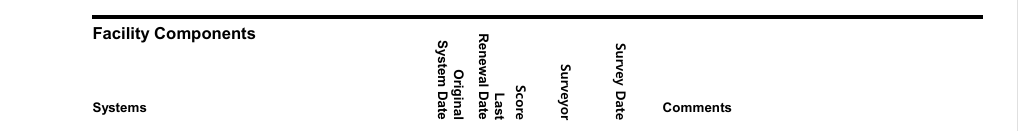 Facility Components
Systems
Original
System Date
Last
Renewal Date
Score
Surveyor
Survey Date
Comments